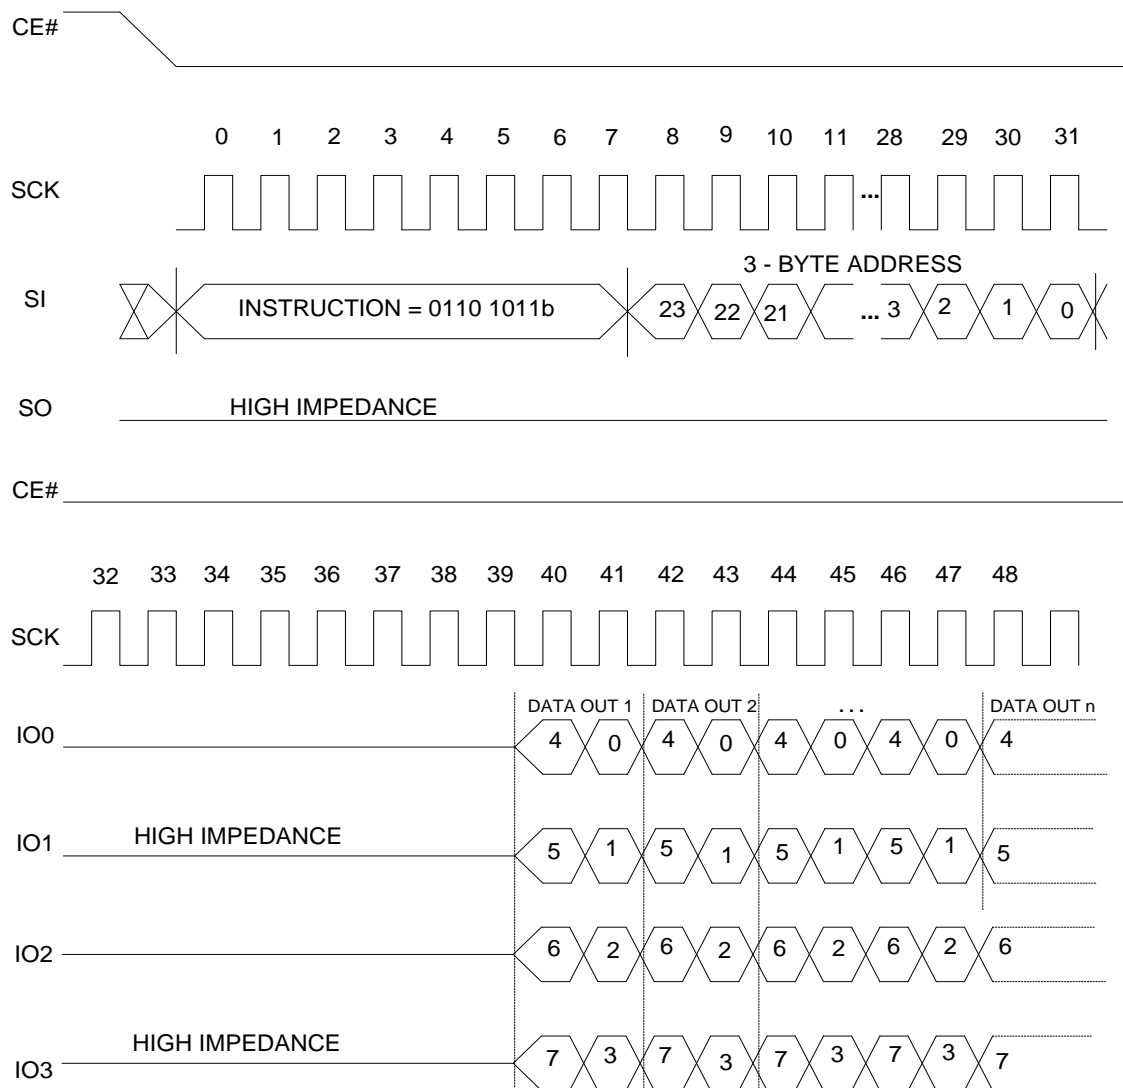 CE#
0 1 2 3 4 5 6 7 8 9 10 11 28 29 30 31
SCK ...
3 - BYTE ADDRESS
SI INSTRUCTION = 0110 1011b 23 22 21 ... 3 2 1 0
SO HIGH IMPEDANCE
CE#
32 33 34 35 36 37 38 39 40 41 42 43 44 45 46 47 48
SCK
DATA OUT 1 DATA OUT 2 ... DATA OUT n
IO0 4 0 4 0 4 0 4 0 4
IO1 HIGH IMPEDANCE 5 1 5 1 5 1 5 1 5
IO2 6 2 6 2 6 2 6 2 6
IO3 HIGH IMPEDANCE 7 3 7 3 7 3 7 3 7